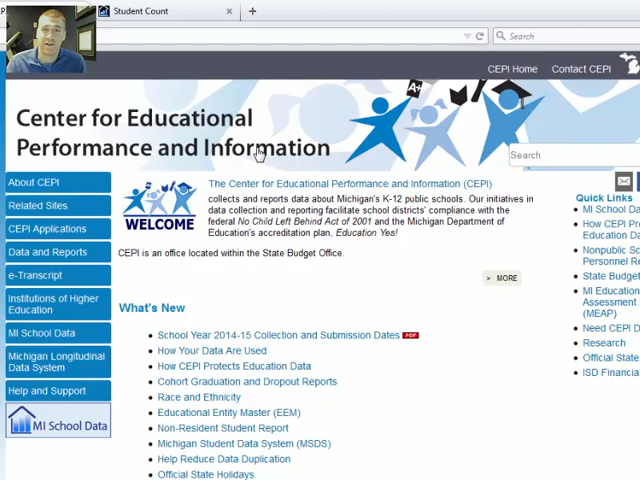 Student Count
Search
CEPI Home
Contact CEPI
A+
Center for Educational
Performance and Information
Search
About CEPI
Related Sites
CEPI Applications
Data and Reports
e-Transcript
Institutions of Higher
Education
MI School Data
Michigan Longitudinal
Data System
Help and Support
MI School Data
WELCOME
The Center for Educational Performance and Information (CEPI)
collects and reports data about Michigan's K-12 public schools. Our initiatives in
data collection and reporting facilitate school districts' compliance with the
federal No Child Left Behind Act of 2001 and the Michigan Department of
Education's accreditation plan, Education Yes!
CEPI is an office located within the State Budget Office.
> MORE
What's New
School Year 2014-15 Collection and Submission Dates PDF
How Your Data Are Used
How CEPI Protects Education Data
Cohort Graduation and Dropout Reports
Race and Ethnicity
Educational Entity Master (EEM)
Non-Resident Student Report
Michigan Student Data System (MSDS)
Help Reduce Data Duplication
Official State Holidays
Quick Links
MI School Da
How CEPI Pr
Education Da
Nonpublic Sc
Personnel Re
State Budget
MI Education
Assessment
(MEAP)
Need CEPI D
Research
Official State
ISD Financia